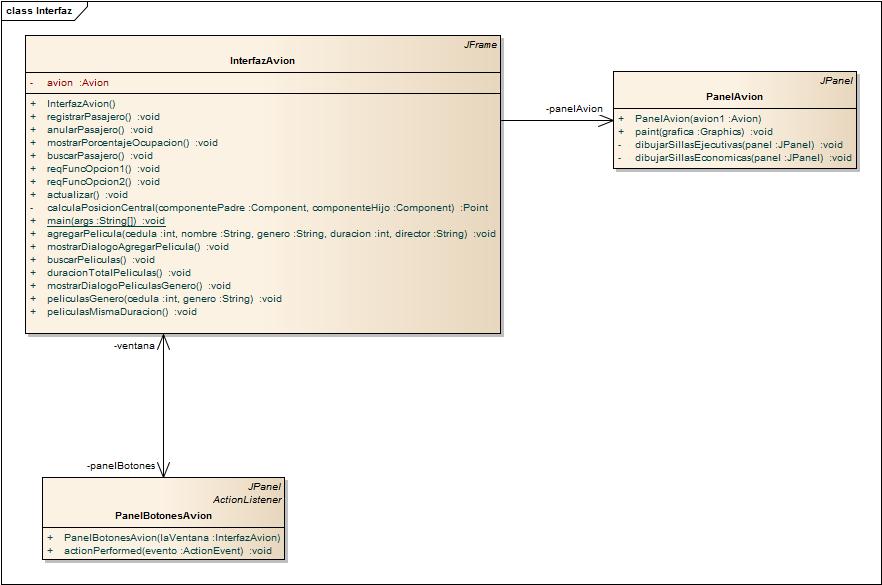 class Interfaz
JFrame
InterfazAvion
- avion :Avion
+ InterfazAvion()
+ registrarPasajero() :void
+ anularPasajero() :void
+ mostrarPorcentajeOcupacion() :void
+ buscarPasajero() :void
+ reqFuncOpcion1() :void
+ reqFuncOpcion2() :void
+ actualizar() :void
- calculaPosicionCentral(componentePadre :Component, componenteHijo :Component) :Point
+ main(args :String[]) :void
+ agregarPelicula(cedula :int, nombre :String, genero :String, duracion :int, director :String) :void
+ mostrarDialogoAgregarPelicula() :void
+ buscarPeliculas() :void
+ duracionTotalPeliculas() :void
+ mostrarDialogoPeliculasGenero() :void
+ peliculasGenero(cedula :int, genero :String) :void
+ peliculasMismaDuracion() :void
-panelAvion
JPanel
PanelAvion
+ PanelAvion(avion1 :Avion)
+ paint(grafica :Graphics) :void
- dibujarSillasEjecutivas(panel :JPanel) :void
- dibujarSillasEconomicas(panel :JPanel) :void
-ventana
-panelBotones
JPanel
ActionListener
PanelBotonesAvion
+ PanelBotonesAvion(laVentana :InterfazAvion)
+ actionPerformed(evento :ActionEvent) :void